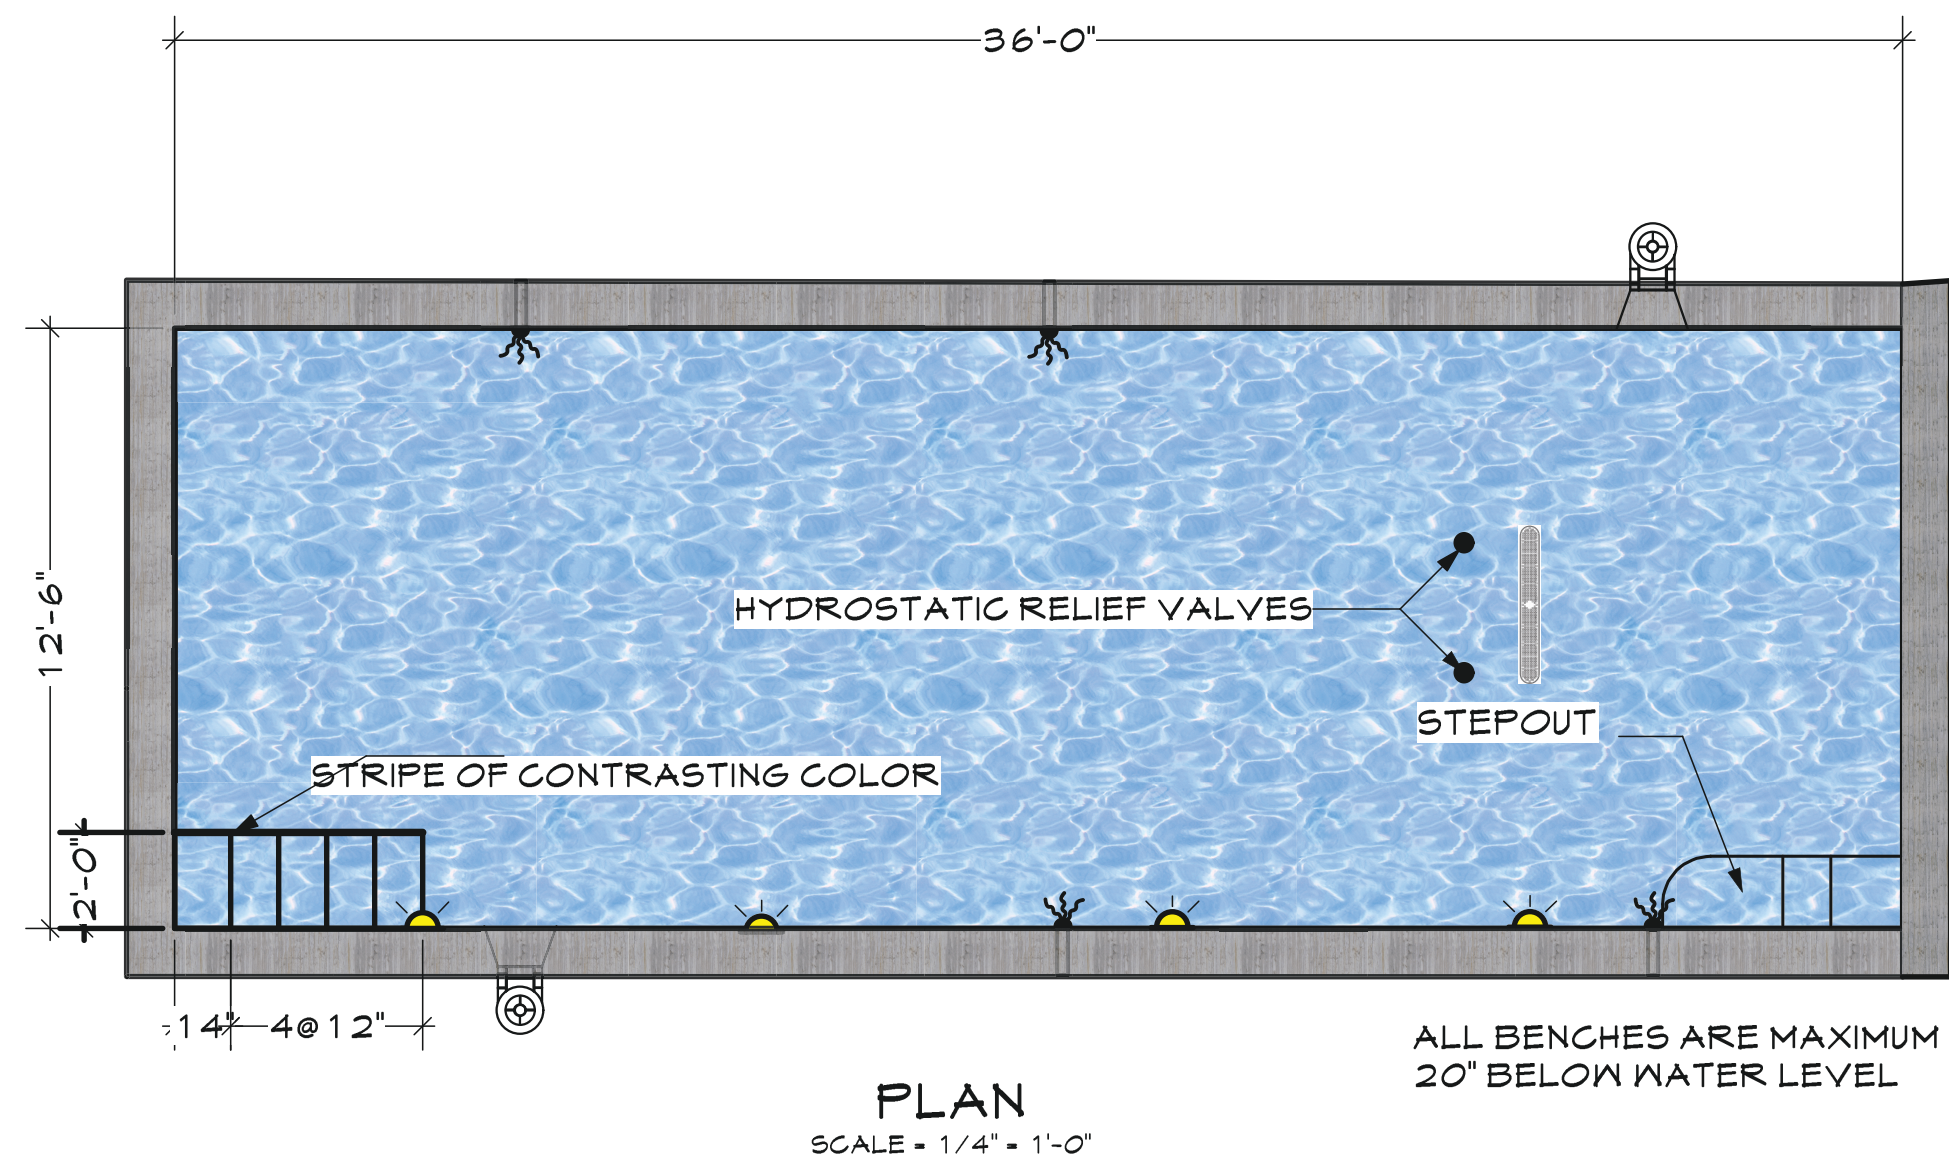 36'-0"
12'-6"
HYDROSTATIC RELIEF VALVES
STEPOUT
STRIPE OF CONTRASTING COLOR
2'-0"
14"
4@12"
ALL BENCHES ARE MAXIMUM
20" BELOW WATER LEVEL
PLAN
SCALE = 1/4" = 1'-0"